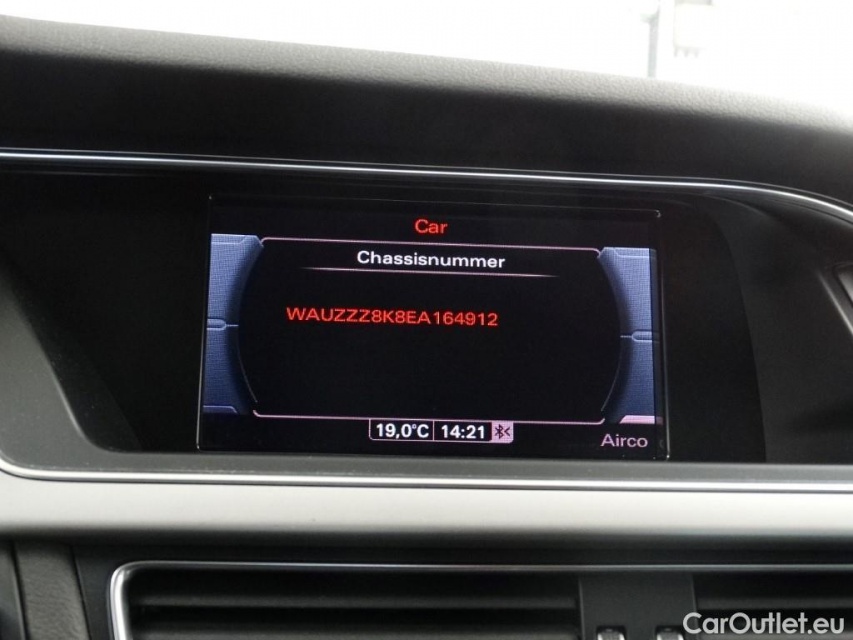 Car
Chassisnummer
WAUZZZ8K8EA164912
19,0°C 14:21
Airco
CarOutlet.eu